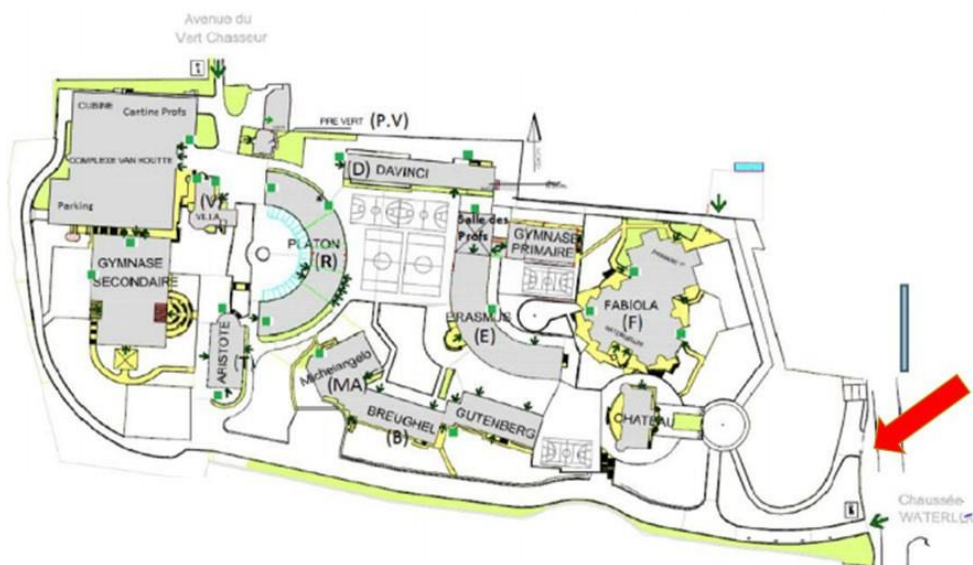 Avenue du
Vert Chasseur
CUISINE
Cantine Profs
COMPLEXE VAN HOUTTE
Parking
PRE VERT (P.V)
(D) DAVINCI
(V)
VILLA
GYMNASE
SECONDAIRE
PLATON
(R)
Salle des
Profs
GYMNASE
PRIMAIRE
ERASMUS
(E)
FABIOLA
(F)
ARISTOTE
Michelangelo
(MA)
BREUGHEL
(B)
GUTENBERG
CHATEAU
Chaussée
WATERL